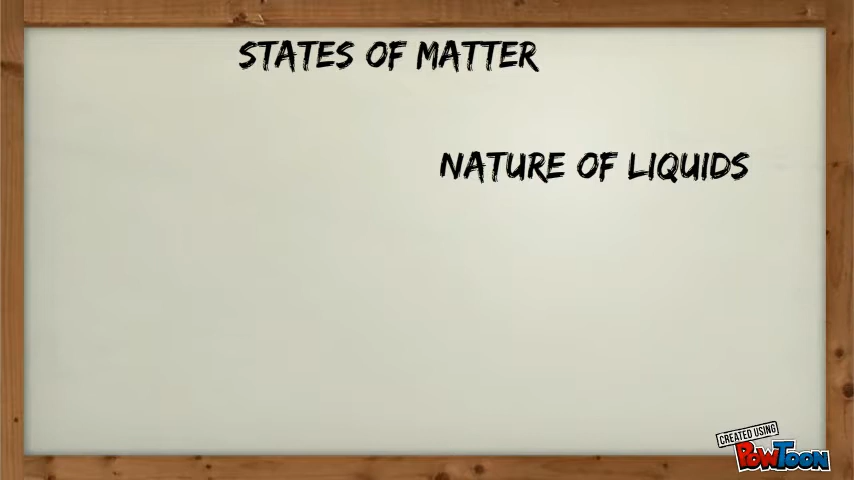 STATES OF MATTER
NATURE OF LIQUIDS
CREATED USING
POWTOON